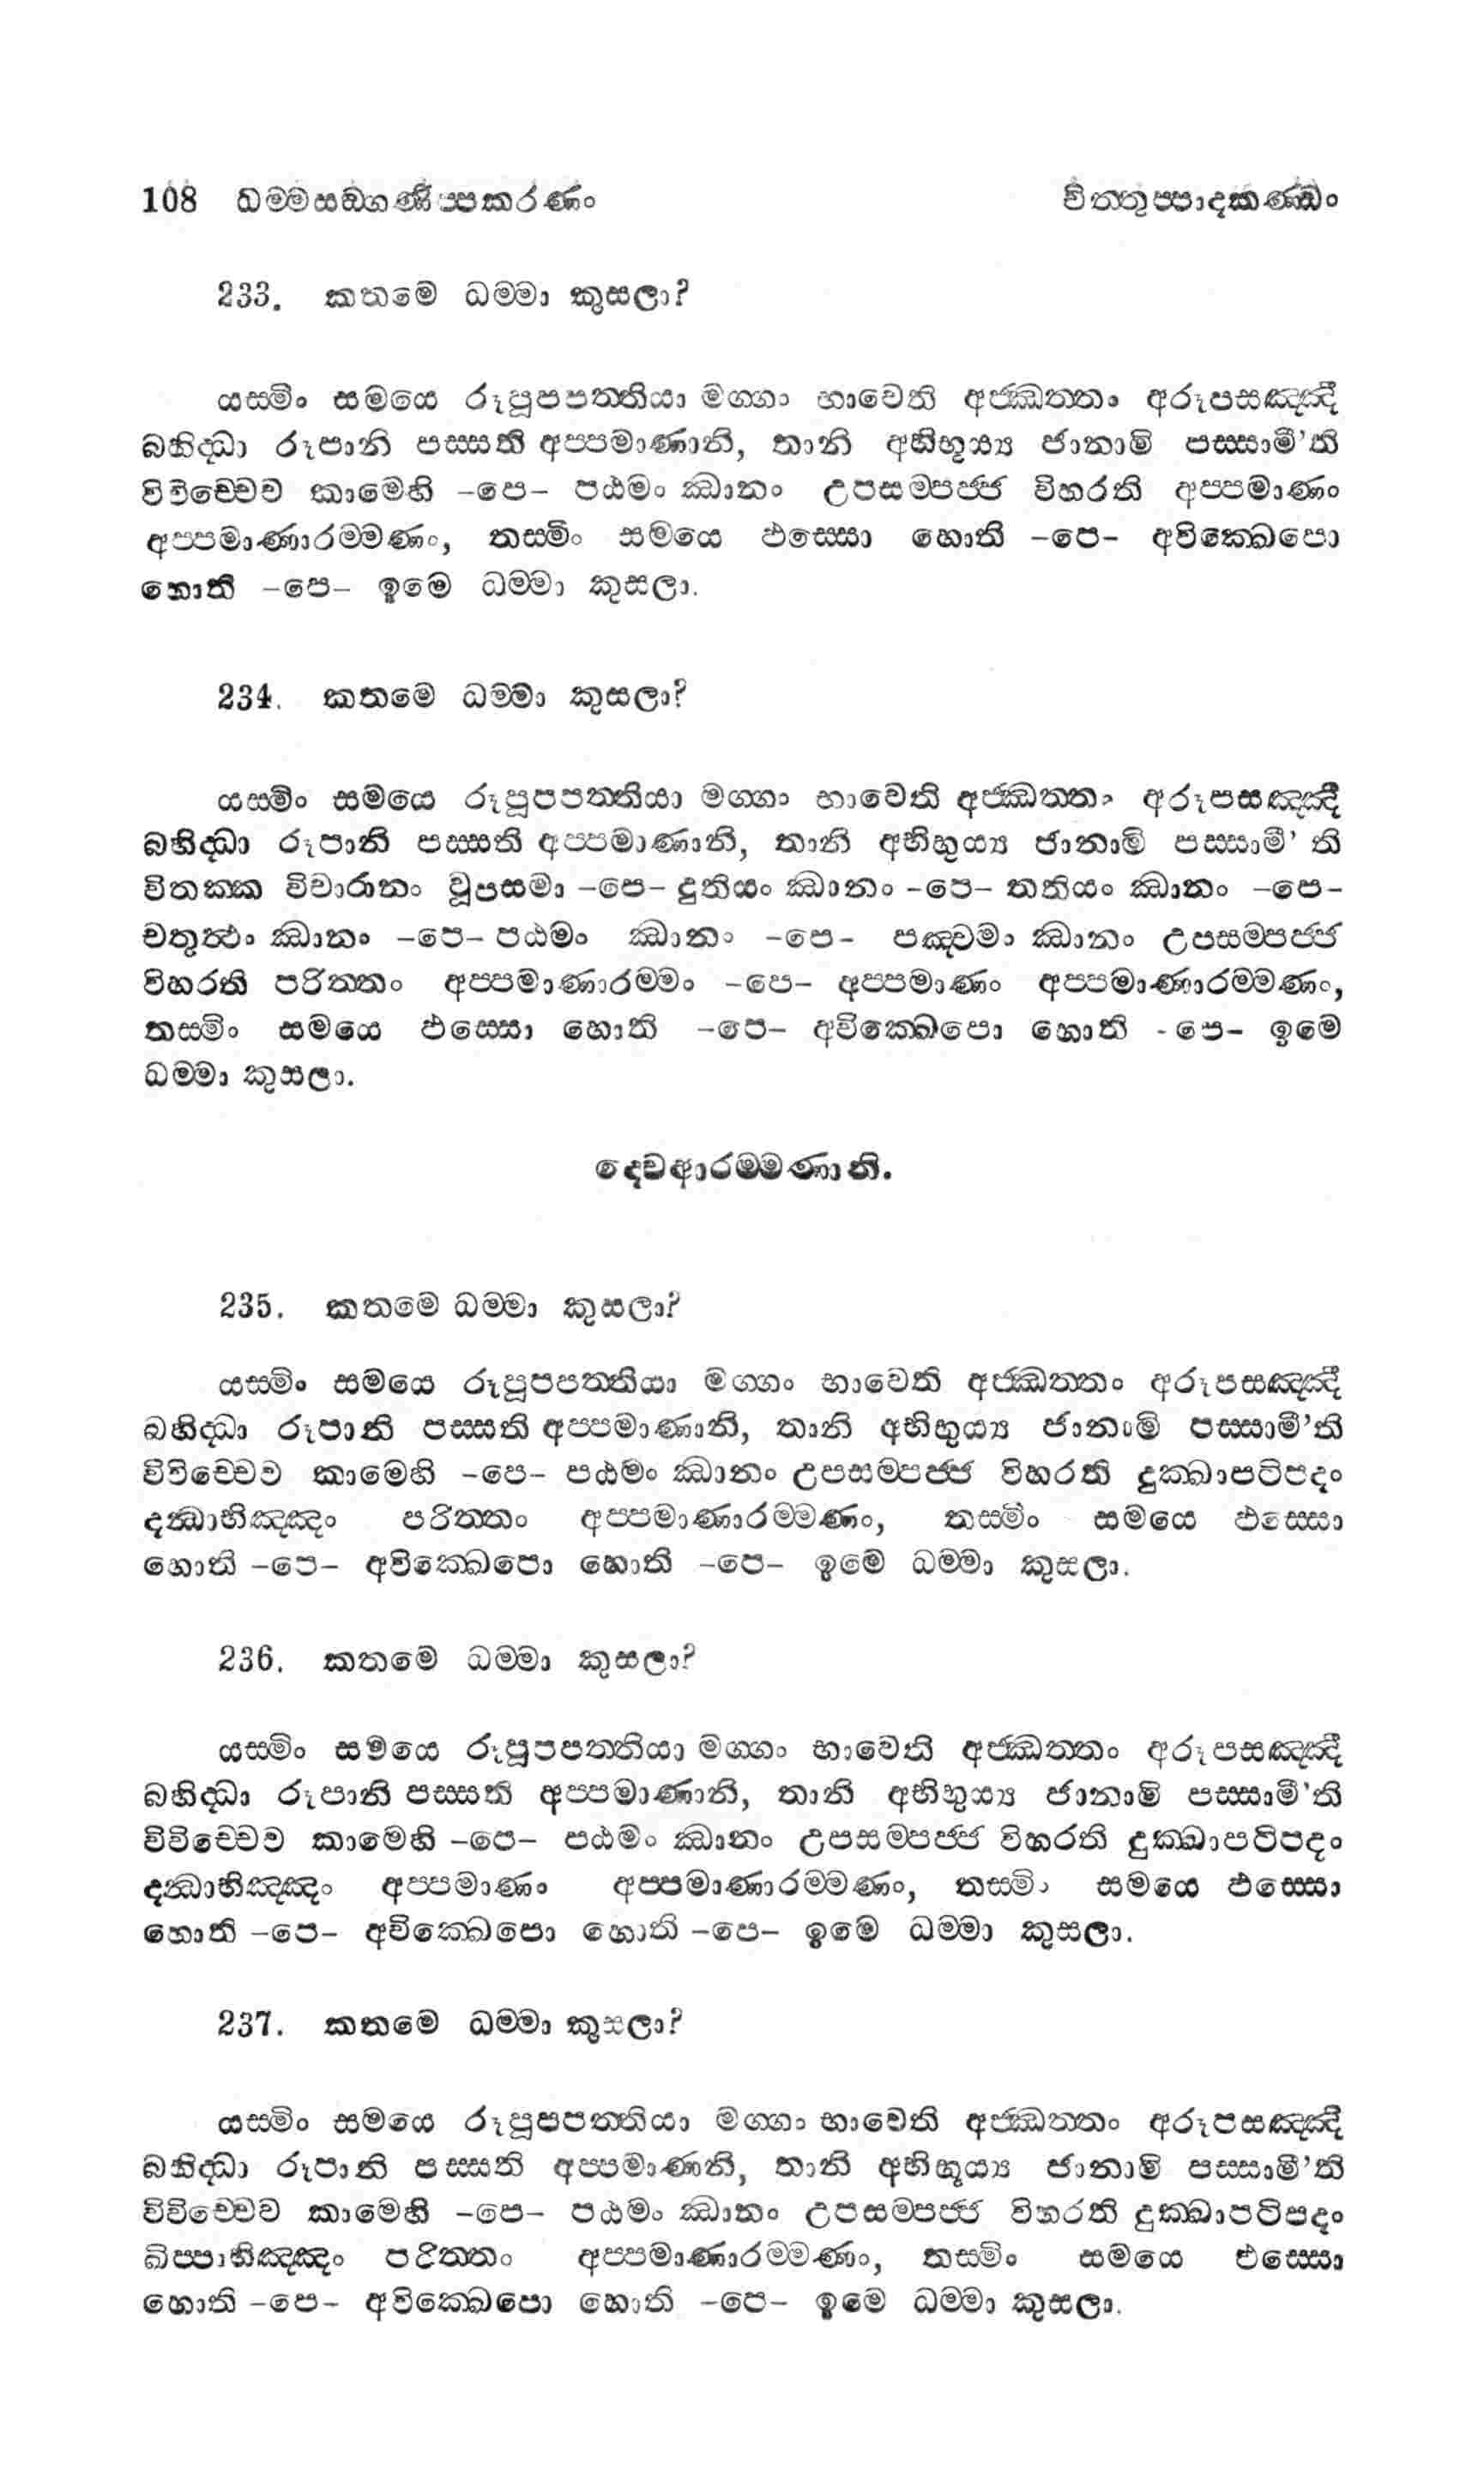 108 ධම්මසඞ්ගණිප්පකරණං චිත්තුප්පාදකණ්ඩං
233. කතමෙ ධම්මා කුසලා?
යස්මිං සමයෙ රූපූපපත්තියා මග්ගං භාවෙති අජ්ඣත්තං අරූපසඤ්ඤී
බහිද්ධා රූපානි පස්සති අප්පමාණානි, තානි අභිභූය්‍ය ජානාමි පස්සාමී'ති
විවිච්චෙව කාමෙහි -පෙ- පඨමං ඣානං උපසම්පජ්ජ විහරති අප්පමාණං
අප්පමාණාරම්මණං, තස්මිං සමයෙ ඵස්සො හොති -පෙ- අවික්ඛෙපො
හොති -පෙ- ඉමෙ ධම්මා කුසලා.
234. කතමෙ ධම්මා කුසලා?
යස්මිං සමයෙ රූපූපපත්තියා මග්ගං භාවෙති අජ්ඣත්තං අරූපසඤ්ඤී
බහිද්ධා රූපානි පස්සති අප්පමාණානි, තානි අභිභුය්‍ය ජානාමි පස්සාමී' ති
විතක්ක විචාරානං වූපසමා -පෙ- දුතියං ඣානං -පෙ- තතියං ඣානං -පෙ-
චතුත්ථං ඣානං -පෙ- පඨමං ඣානං -පෙ- පඤ්චමං ඣානං උපසම්පජ්ජ
විහරති පරිත්තං අප්පමාණාරම්මං -පෙ- අප්පමාණං අප්පමාණාරම්මණං,
තස්මිං සමයෙ ඵස්සො හොති -පෙ- අවික්ඛෙපො හොති -පෙ- ඉමෙ
ධම්මා කුසලා.
දෙවආරම්මණානි.
235. කතමෙ ධම්මා කුසලා?
යස්මිං සමයෙ රූපූපපත්තියා මග්ගං භාවෙති අජ්ඣත්තං අරූපසඤ්ඤී
බහිද්ධා රූපානි පස්සති අප්පමාණානි, තානි අභිභුය්‍ය ජානාමි පස්සාමී'ති
විවිච්චෙව කාමෙහි -පෙ- පඨමං ඣානං උපසම්පජ්ජ විහරති දුක්ඛාපටිපදං
දන්ධාභිඤ්ඤං පරිත්තං අප්පමාණාරම්මණං, තස්මිං සමයෙ ඵස්සො
හොති -පෙ- අවික්ඛෙපො හොති -පෙ- ඉමෙ ධම්මා කුසලා.
236. කතමෙ ධම්මා කුසලා?
යස්මිං සමයෙ රූපූපපත්තියා මග්ගං භාවෙති අජ්ඣත්තං අරූපසඤ්ඤී
බහිද්ධා රූපානි පස්සති අප්පමාණානි, තානි අභිභුය්‍ය ජානාමි පස්සාමී'ති
විවිච්චෙව කාමෙහි -පෙ- පඨමං ඣානං උපසම්පජ්ජ විහරති දුක්ඛාපටිපදං
දන්ධාභිඤ්ඤං අප්පමාණං අප්පමාණාරම්මණං, තස්මිං සමයෙ ඵස්සො
හොති -පෙ- අවික්ඛෙපො හොති -පෙ- ඉමෙ ධම්මා කුසලා.
237. කතමෙ ධම්මා කුසලා?
යස්මිං සමයෙ රූපූපපත්තියා මග්ගං භාවෙති අජ්ඣත්තං අරූපසඤ්ඤී
බහිද්ධා රූපානි පස්සති අප්පමාණනි, තානි අභිභූය්‍ය ජානාමි පස්සාමී'ති
විවිච්චෙව කාමෙහි -පෙ- පඨමං ඣානං උපසම්පජ්ජ විහරති දුක්ඛාපටිපදං
ඛිප්පාභිඤ්ඤං පරිත්තං අප්පමාණාරම්මණං, තස්මිං සමයෙ එස්සො
හොති -පෙ- අවික්ඛෙපො හොති -පෙ- ඉමෙ ධම්මා කුසලා.